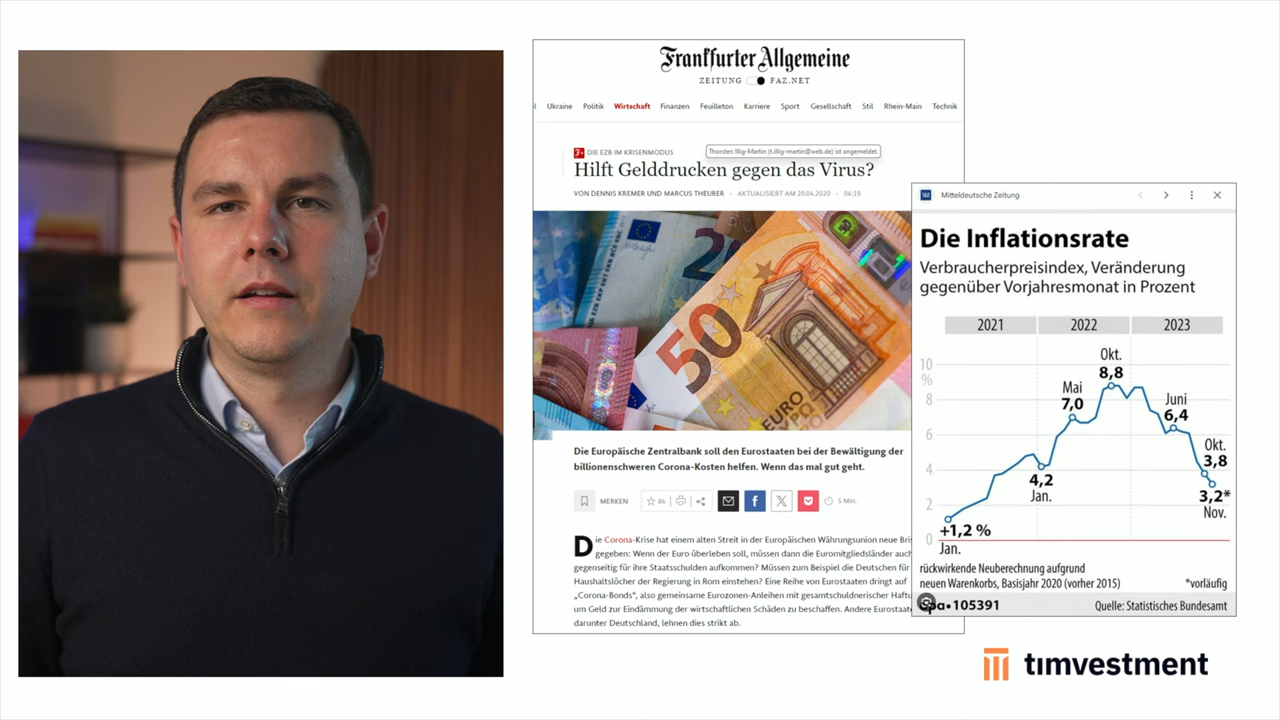 Frankfurter Allgemeine
ZEITUNG FAZ.NET
Ukraine Politik Wirtschaft Finanzen Feuilleton Karriere Sport Gesellschaft Stil Rhein-Main Technik
F+ DIE EZB IM KRISENMODUS
Thorsten Illig-Martin (t.illig-martin@web.de) ist angemeldet.
Hilft Gelddrucken gegen das Virus?
VON DENNIS KREMER UND MARCUS THEURER - AKTUALISIERT AM 20.04.2020 - 06:19
50
EURO
Die Europäische Zentralbank soll den Eurostaaten bei der Bewältigung der
billionenschweren Corona-Kosten helfen. Wenn das mal gut geht.
MERKEN 84 5 Min.
Die Corona-Krise hat einem alten Streit in der Europäischen Währungsunion neue Bris
gegeben: Wenn der Euro überleben soll, müssen dann die Euromitgliedsländer auch
gegenseitig für ihre Staatsschulden aufkommen? Müssen zum Beispiel die Deutschen für
Haushaltslöcher der Regierung in Rom einstehen? Eine Reihe von Eurostaaten dringt auf
„Corona-Bonds“, also gemeinsame Eurozonen-Anleihen mit gesamtschuldnerischer Haftu
um Geld zur Eindämmung der wirtschaftlichen Schäden zu beschaffen. Andere Eurostaate
darunter Deutschland, lehnen dies strikt ab.
MZ Mitteldeutsche Zeitung
Die Inflationsrate
Verbraucherpreisindex, Veränderung
gegenüber Vorjahresmonat in Prozent
2021 2022 2023
10
%
8
6
4
2
0
+1,2 %
Jan.
4,2
Jan.
Mai
7,0
Okt.
8,8
Juni
6,4
Okt.
3,8
3,2*
Nov.
rückwirkende Neuberechnung aufgrund
neuen Warenkorbs, Basisjahr 2020 (vorher 2015) *vorläufig
dpa•105391 Quelle: Statistisches Bundesamt
tımvestment